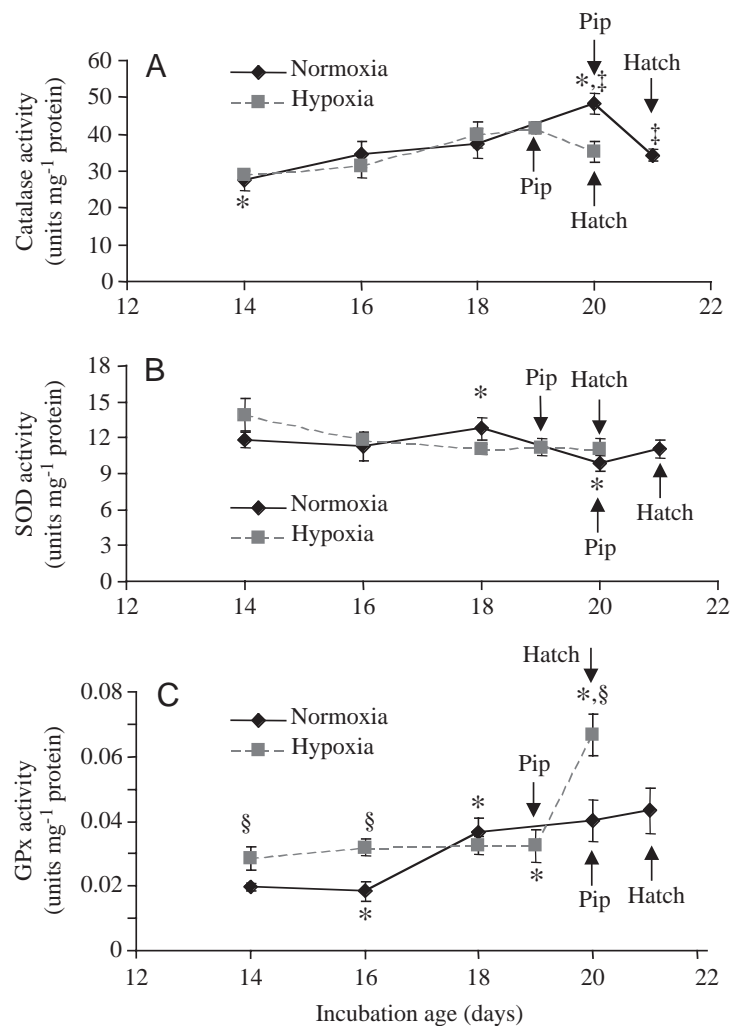 Pip
Hatch
A
Normoxia
Hypoxia
60
50
40
30
20
10
0
Catalase activity
(units mg⁻¹ protein)
*,‡
‡
*
Pip
Hatch
12 14 16 18 20 22
B
18
15
12
9
6
3
0
SOD activity
(units mg⁻¹ protein)
*
Pip
Hatch
Normoxia
Hypoxia
*
Pip
Hatch
12 14 16 18 20 22
C
Hatch
*,§
Normoxia
Hypoxia
0.08
0.06
0.04
0.02
0
GPx activity
(units mg⁻¹ protein)
§
§
*
Pip
*
*
Pip
Hatch
12 14 16 18 20 22
Incubation age (days)